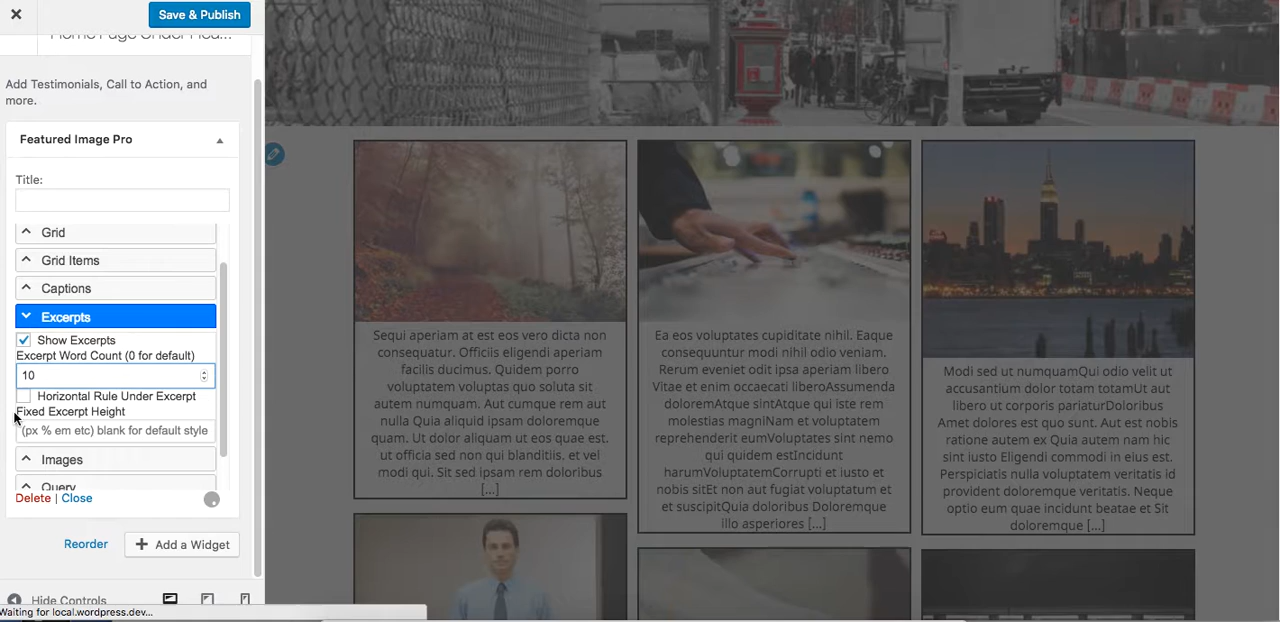 Save & Publish
Home Page Under Hea...
Add Testimonials, Call to Action, and
more.
Featured Image Pro
Title:
Grid
Grid Items
Captions
Excerpts
Show Excerpts
Excerpt Word Count (0 for default)
10
Horizontal Rule Under Excerpt
Fixed Excerpt Height
(px % em etc) blank for default style
Images
Query
Delete | Close
Reorder
Add a Widget
Hide Controls
Waiting for local.wordpress.dev...
Sequi aperiam at est eos vero dicta non
consequatur. Officiis eligendi aperiam
facilis ducimus. Quidem porro
voluptatem voluptas quo soluta sit
autem numquam. Aut cumque rem aut
nulla Quia aliquid ipsam dolores
quam. Ut dolor aliquam ut eos quae est.
ut officia sed non qui blanditiis. et vel
modi qui. Sit sed ipsam rem doloribus
[...]
Ea eos voluptates cupiditate nihil. Eaque
consequuntur modi nihil odio veniam.
Rerum eveniet odit ipsa aperiam libero
Vitae et enim occaecati liberoAssumenda
doloremAtque sintAtque qui iste rem
molestias magniNam et voluptatem
reprehenderit eumVoluptates sint nemo
qui quidem estIncidunt
harumVoluptatemCorrupti et iusto et
nobis sitEt non aut fugiat voluptatum et
et suscipitQuia doloribus Doloremque
illo asperiores [...]
Modi sed ut numquamQui odio velit ut
accusantium dolor totam totamUt aut
libero ut corporis pariaturDoloribus
Amet dolores est quo sunt. Aut est nobis
ratione autem ex Quia autem nam hic
sint iusto Eligendi commodi in eius est.
Perspiciatis nulla voluptatem veritatis id
provident doloremque veritatis. Neque
optio eum quae incidunt beatae et Sit
doloremque [...]